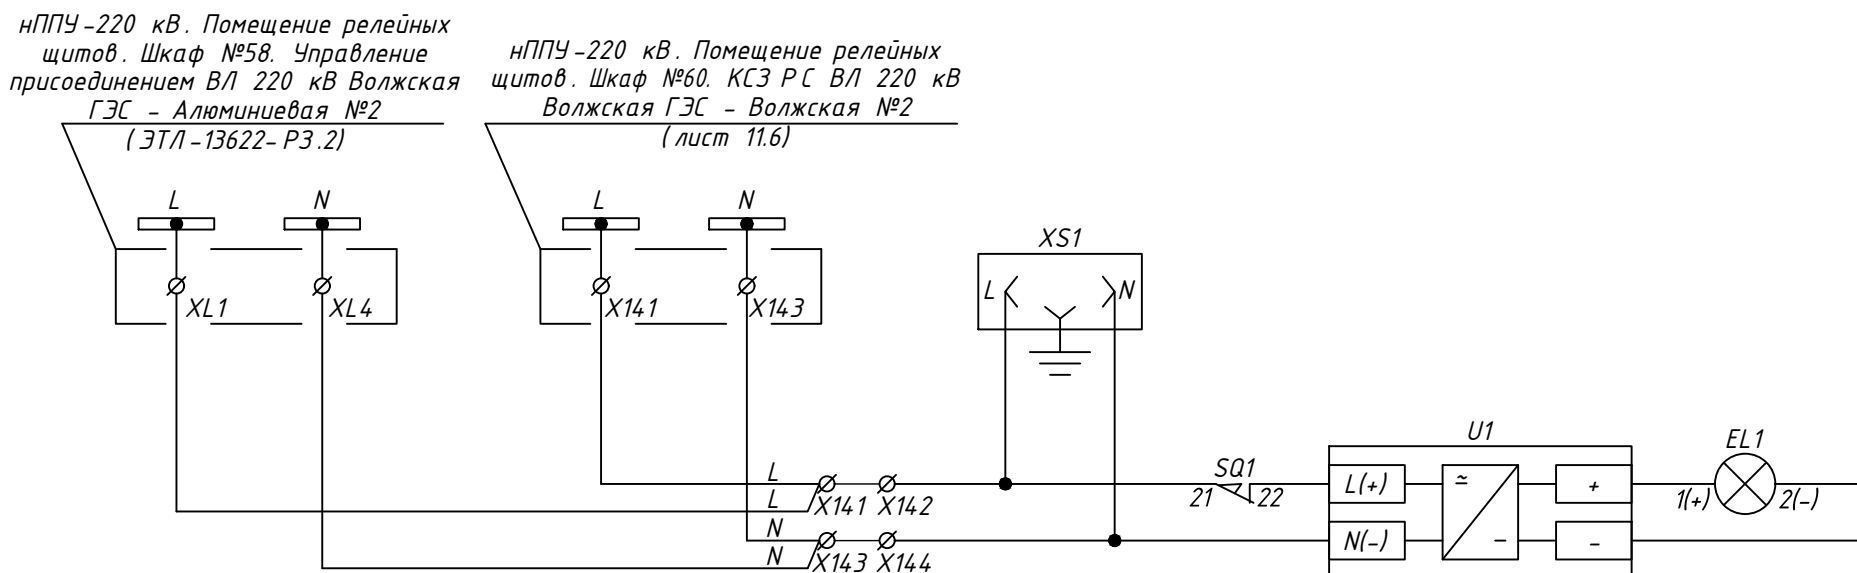 нППУ-220 кВ. Помещение релейных
щитов. Шкаф №58. Управление
присоединением ВЛ 220 кВ Волжская
ГЭС - Алюминиевая №2
(ЭТЛ-13622-РЗ.2)
нППУ-220 кВ. Помещение релейных
щитов. Шкаф №60. КСЗ РС ВЛ 220 кВ
Волжская ГЭС - Волжская №2
(лист 11.6)
L
N
L
N
XL1
XL4
X141
X143
XS1
L
N
L
L
X141
X142
N
N
X143
X144
SQ1
21
22
U1
L(+)
N(-)
≃
-
+
-
EL1
1(+)
2(-)